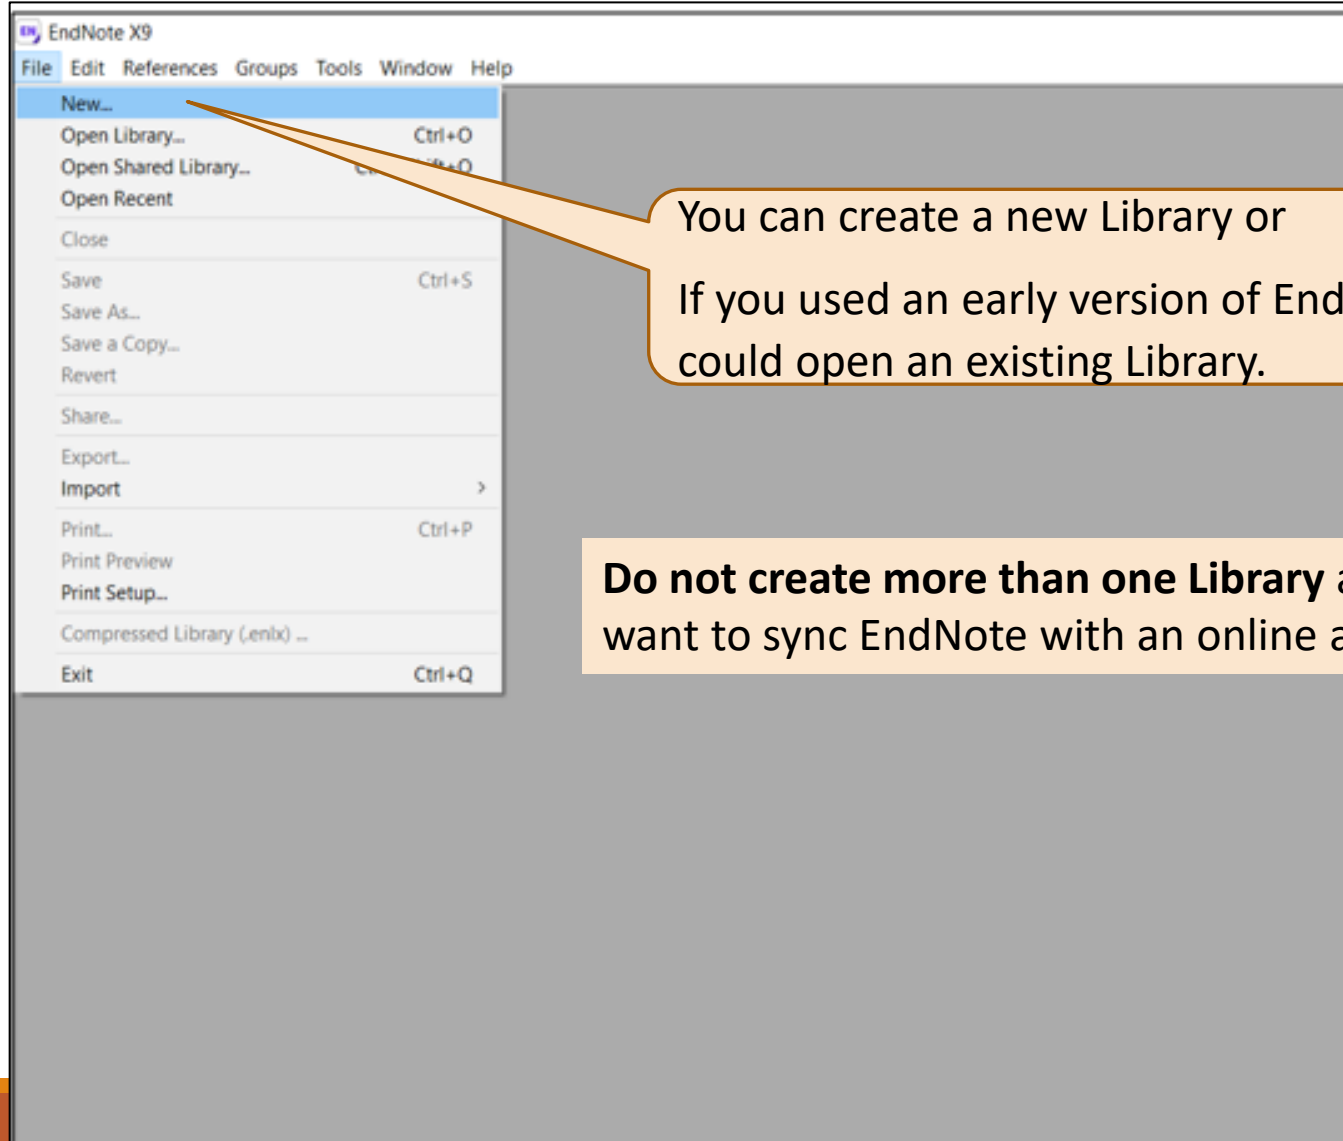 EndNote X9
File Edit References Groups Tools Window Help
New...
Open Library... Ctrl+O
Open Shared Library...
Open Recent
Close
Save Ctrl+S
Save As...
Save a Copy...
Revert
Share...
Export...
Import >
Print... Ctrl+P
Print Preview
Print Setup...
Compressed Library (.enlx) ...
Exit Ctrl+Q
You can create a new Library or
If you used an early version of End
could open an existing Library.
Do not create more than one Library a
want to sync EndNote with an online a